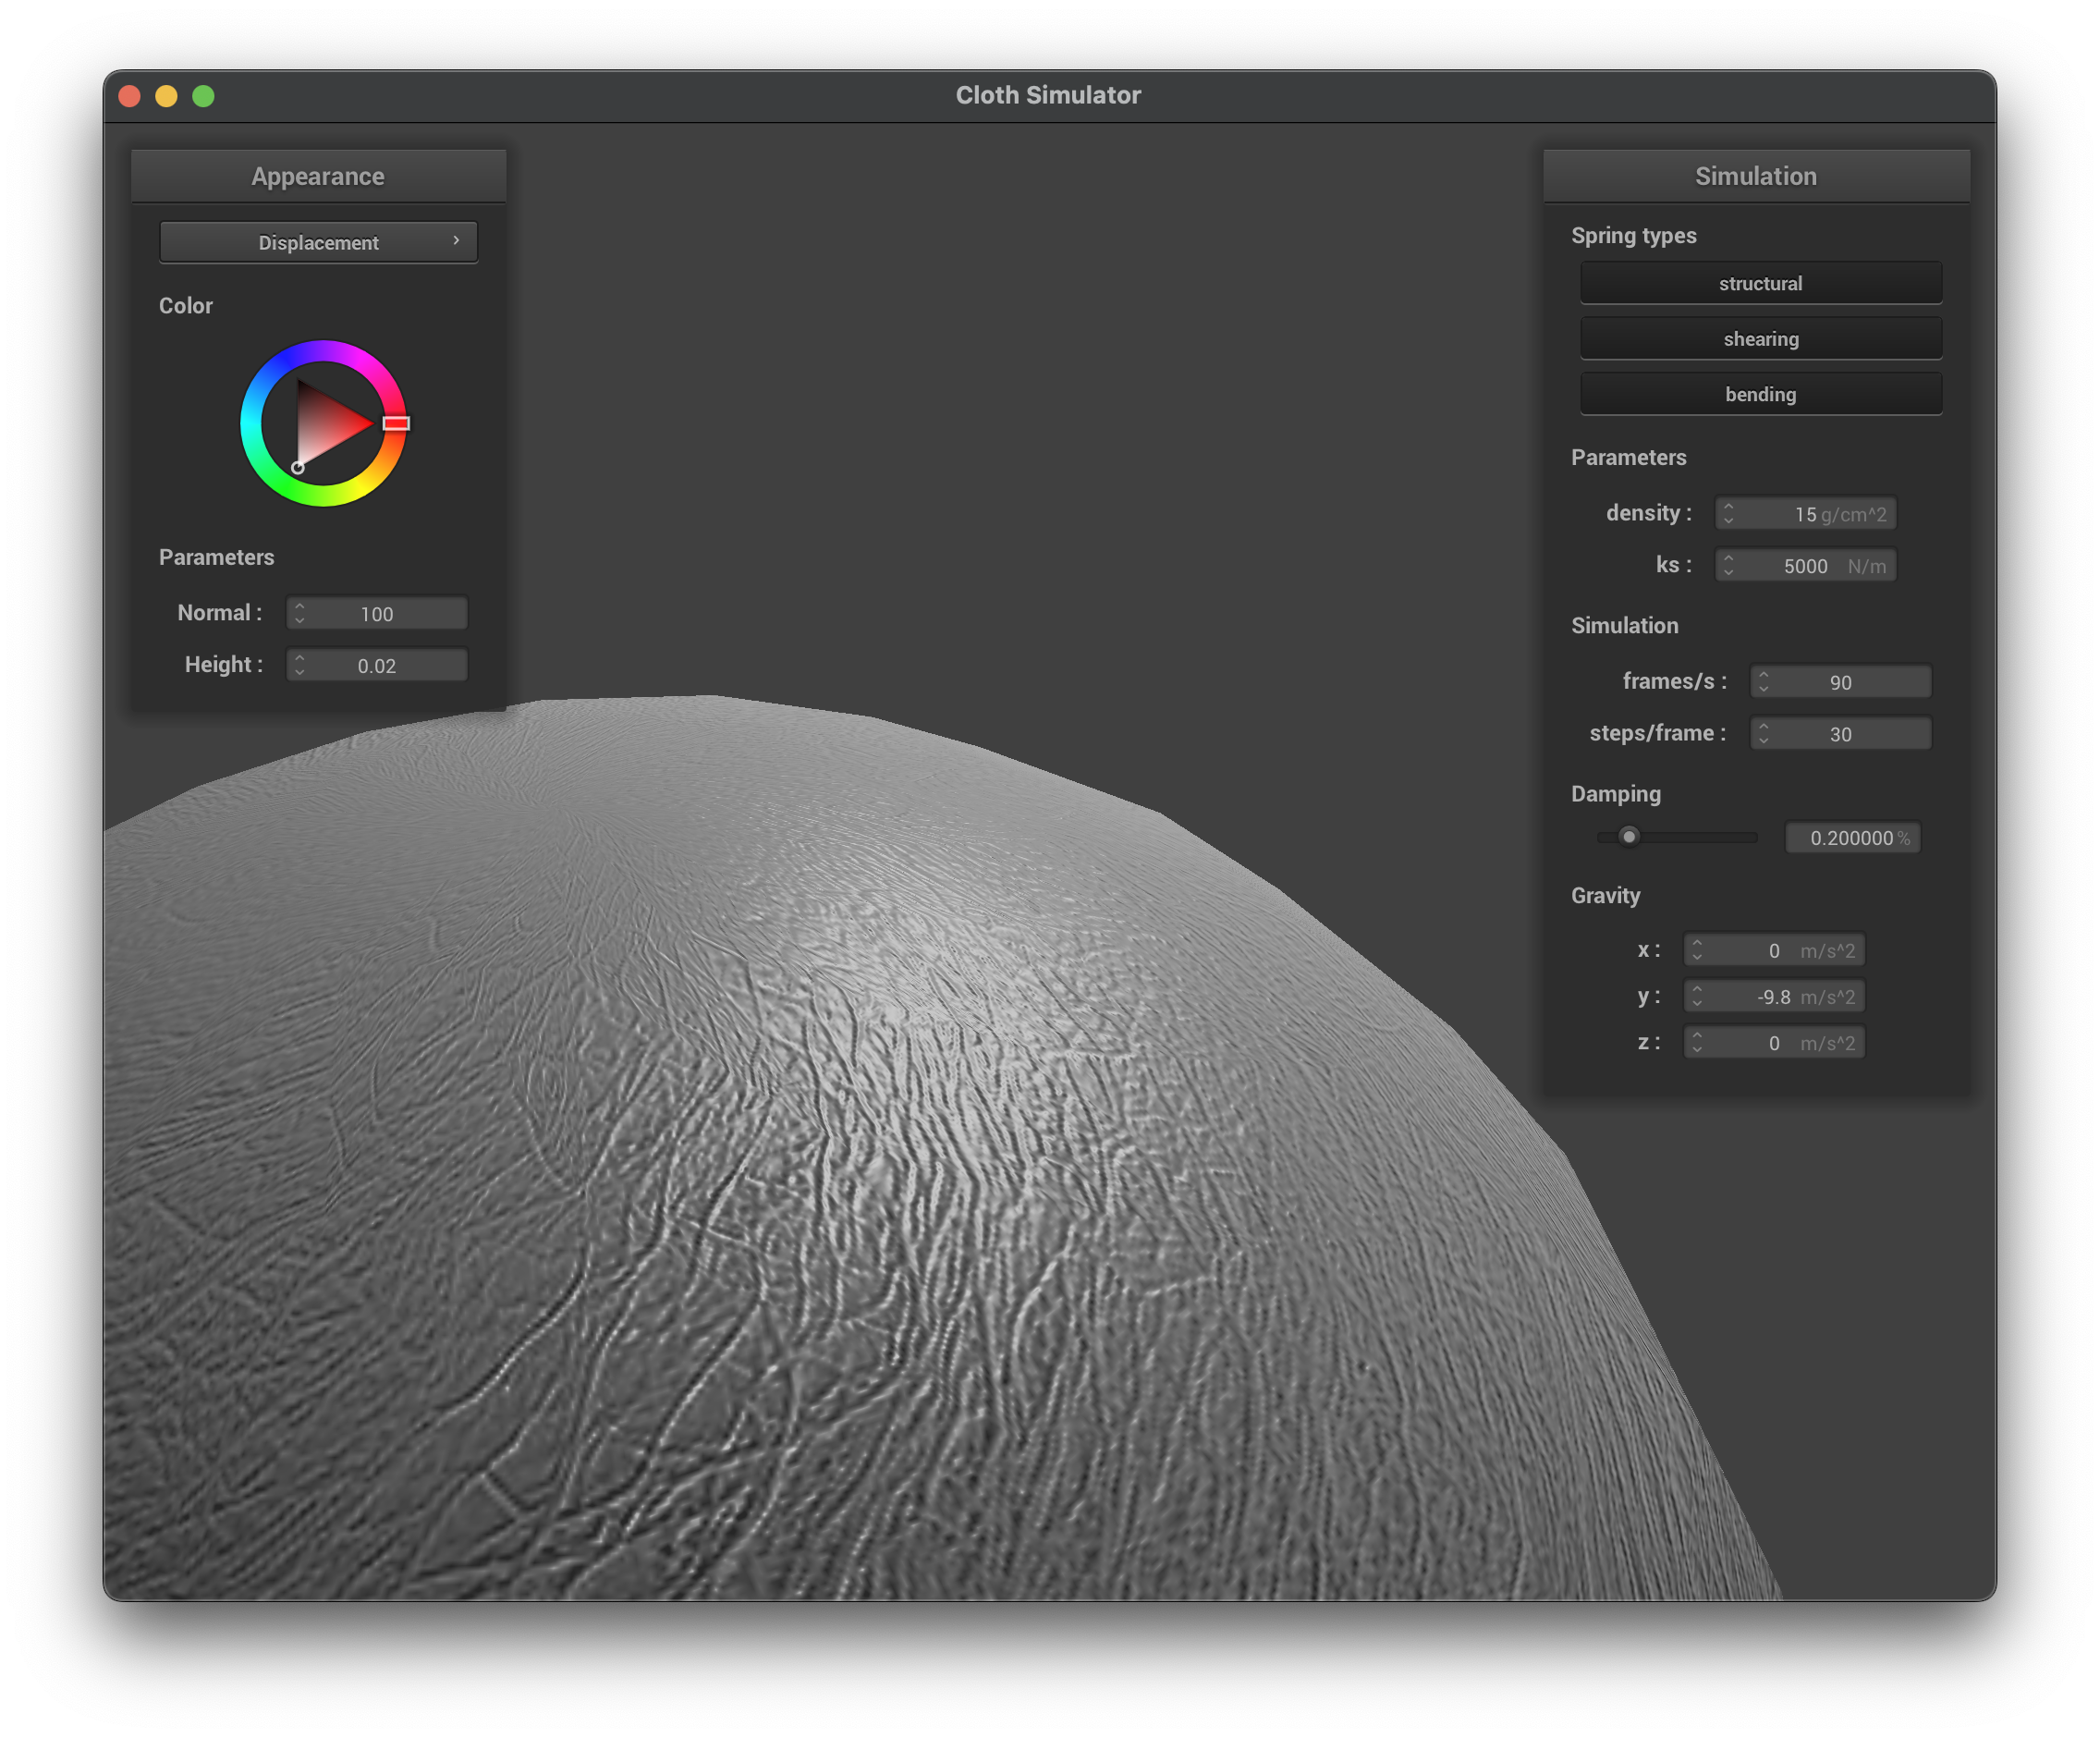 Cloth Simulator
Appearance
Displacement
Color
Parameters
Normal : 100
Height : 0.02
Simulation
Spring types
structural
shearing
bending
Parameters
density : 15 g/cm^2
ks : 5000 N/m
Simulation
frames/s : 90
steps/frame : 30
Damping
0.200000 %
Gravity
x : 0 m/s^2
y : -9.8 m/s^2
z : 0 m/s^2